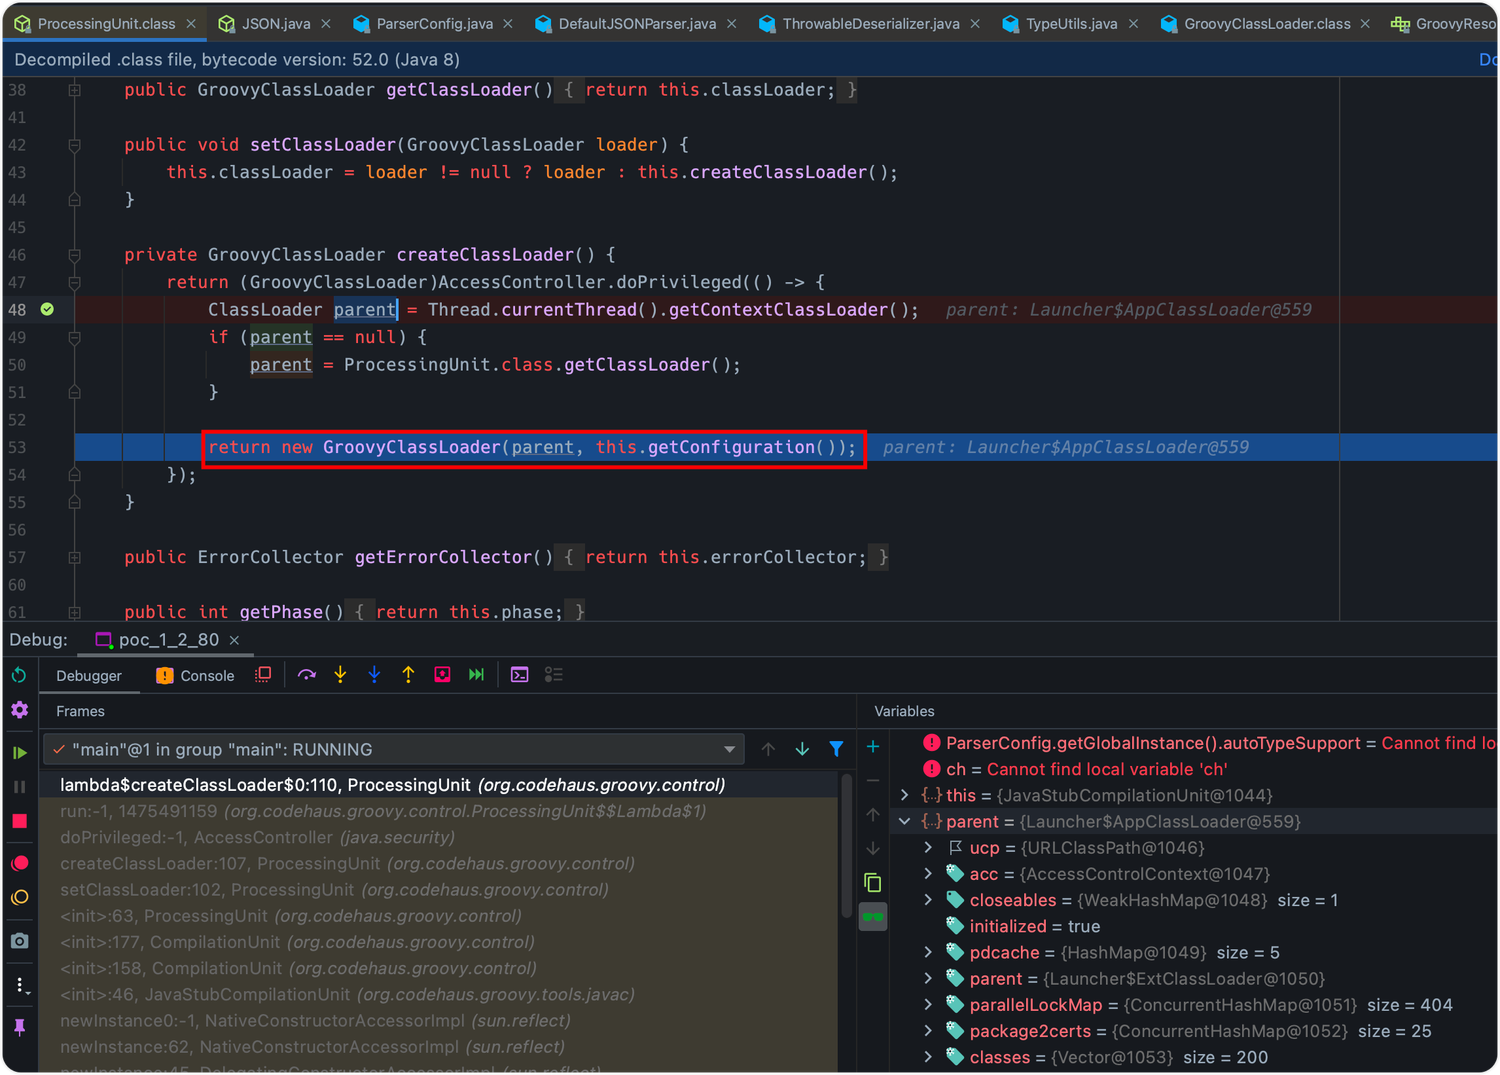 ProcessingUnit.class × JSON.java × ParserConfig.java × DefaultJSONParser.java × ThrowableDeserializer.java × TypeUtils.java × GroovyClassLoader.class × GroovyReso
Decompiled .class file, bytecode version: 52.0 (Java 8) Do
38 public GroovyClassLoader getClassLoader() { return this.classLoader; }
41
42 public void setClassLoader(GroovyClassLoader loader) {
43 this.classLoader = loader != null ? loader : this.createClassLoader();
44 }
45
46 private GroovyClassLoader createClassLoader() {
47 return (GroovyClassLoader)AccessController.doPrivileged(() -> {
48 ClassLoader parent = Thread.currentThread().getContextClassLoader(); parent: Launcher$AppClassLoader@559
49 if (parent == null) {
50 parent = ProcessingUnit.class.getClassLoader();
51 }
52
53 return new GroovyClassLoader(parent, this.getConfiguration()); parent: Launcher$AppClassLoader@559
54 });
55 }
56
57 public ErrorCollector getErrorCollector() { return this.errorCollector; }
60
61 public int getPhase() { return this.phase; }
Debug: poc_1_2_80 ×
Debugger Console
Frames
"main"@1 in group "main": RUNNING
lambda$createClassLoader$0:110, ProcessingUnit (org.codehaus.groovy.control)
run:-1, 1475491159 (org.codehaus.groovy.control.ProcessingUnit$$Lambda$1)
doPrivileged:-1, AccessController (java.security)
createClassLoader:107, ProcessingUnit (org.codehaus.groovy.control)
setClassLoader:102, ProcessingUnit (org.codehaus.groovy.control)
<init>:63, ProcessingUnit (org.codehaus.groovy.control)
<init>:177, CompilationUnit (org.codehaus.groovy.control)
<init>:158, CompilationUnit (org.codehaus.groovy.control)
<init>:46, JavaStubCompilationUnit (org.codehaus.groovy.tools.javac)
newInstance0:-1, NativeConstructorAccessorImpl (sun.reflect)
newInstance:62, NativeConstructorAccessorImpl (sun.reflect)
newInstance:45, DelegatingConstructorAccessorImpl (sun.reflect)
Variables
ParserConfig.getGlobalInstance().autoTypeSupport = Cannot find lo
ch = Cannot find local variable 'ch'
this = {JavaStubCompilationUnit@1044}
parent = {Launcher$AppClassLoader@559}
ucp = {URLClassPath@1046}
acc = {AccessControlContext@1047}
closeables = {WeakHashMap@1048} size = 1
initialized = true
pdcache = {HashMap@1049} size = 5
parent = {Launcher$ExtClassLoader@1050}
parallelLockMap = {ConcurrentHashMap@1051} size = 404
package2certs = {ConcurrentHashMap@1052} size = 25
classes = {Vector@1053} size = 200